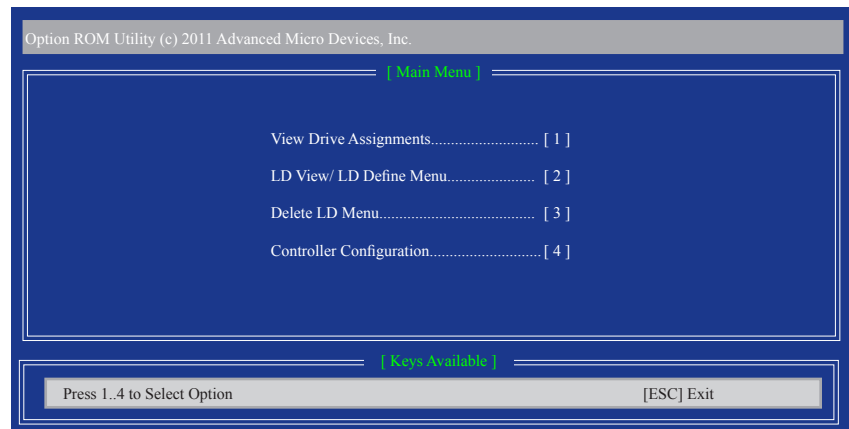 Option ROM Utility (c) 2011 Advanced Micro Devices, Inc.
[ Main Menu ]
View Drive Assignments........................... [ 1 ]
LD View/ LD Define Menu...................... [ 2 ]
Delete LD Menu....................................... [ 3 ]
Controller Configuration............................ [ 4 ]
[ Keys Available ]
Press 1..4 to Select Option [ESC] Exit